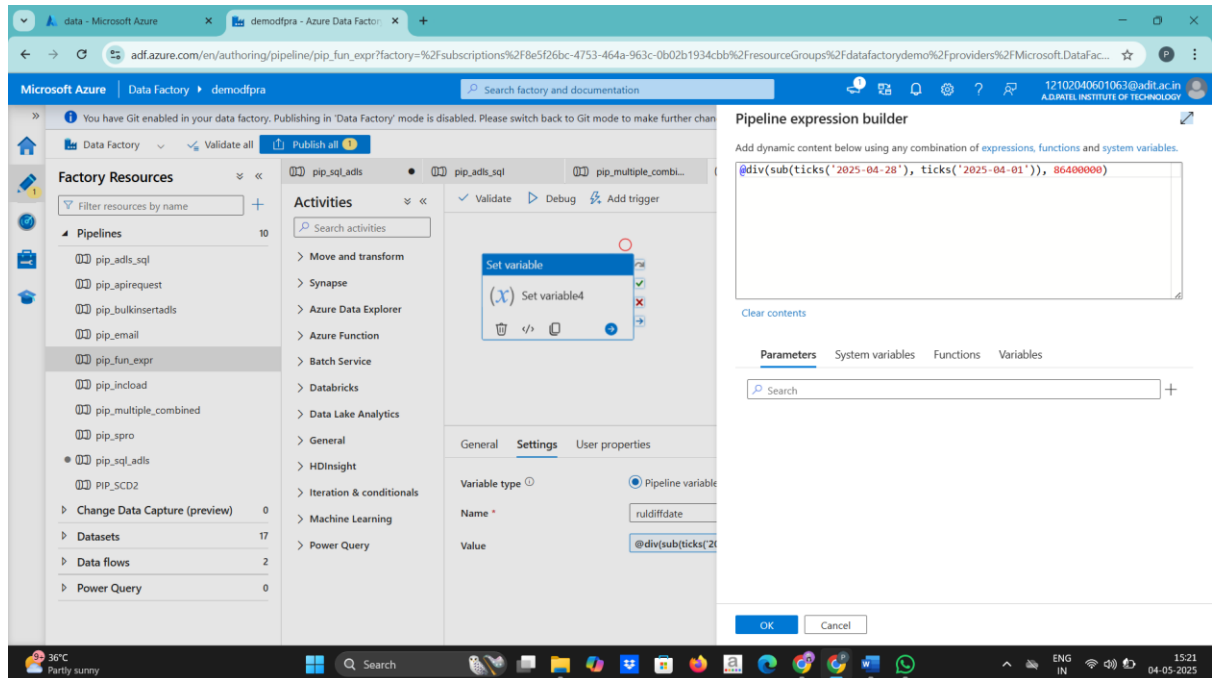 data - Microsoft Azure
demodfpra - Azure Data Factory
adf.azure.com/en/authoring/pipeline/pip_fun_expr?factory=%2Fsubscriptions%2F8e5f26bc-4753-464a-963c-0b02b1934cbb%2FresourceGroups%2Fdatafactorydemo%2Fproviders%2FMicrosoft.DataFac...
P
Microsoft Azure
Data Factory
demodfpra
Search factory and documentation
1
12102040601063@adit.ac.in
A.D.PATEL INSTITUTE OF TECHNOLOGY
You have Git enabled in your data factory. Publishing in 'Data Factory' mode is disabled. Please switch back to Git mode to make further chan
Data Factory
Validate all
Publish all 1
1
Factory Resources
Filter resources by name
Pipelines 10
pip_adls_sql
pip_apirequest
pip_bulkinsertadls
pip_email
pip_fun_expr
pip_incload
pip_multiple_combined
pip_spro
pip_sql_adls
PIP_SCD2
Change Data Capture (preview) 0
Datasets 17
Data flows 2
Power Query 0
pip_sql_adls
pip_adls_sql
pip_multiple_combi...
Activities
Search activities
Move and transform
Synapse
Azure Data Explorer
Azure Function
Batch Service
Databricks
Data Lake Analytics
General
HDInsight
Iteration & conditionals
Machine Learning
Power Query
Validate
Debug
Add trigger
Set variable
(x) Set variable4
General
Settings
User properties
Variable type
Pipeline variable
Name *
ruldiffdate
Value
@div(sub(ticks('20
Pipeline expression builder
Add dynamic content below using any combination of expressions, functions and system variables.
@div(sub(ticks('2025-04-28'), ticks('2025-04-01')), 86400000)
Clear contents
Parameters
System variables
Functions
Variables
Search
OK
Cancel
9+
36°C
Partly sunny
Search
ENG
IN
15:21
04-05-2025